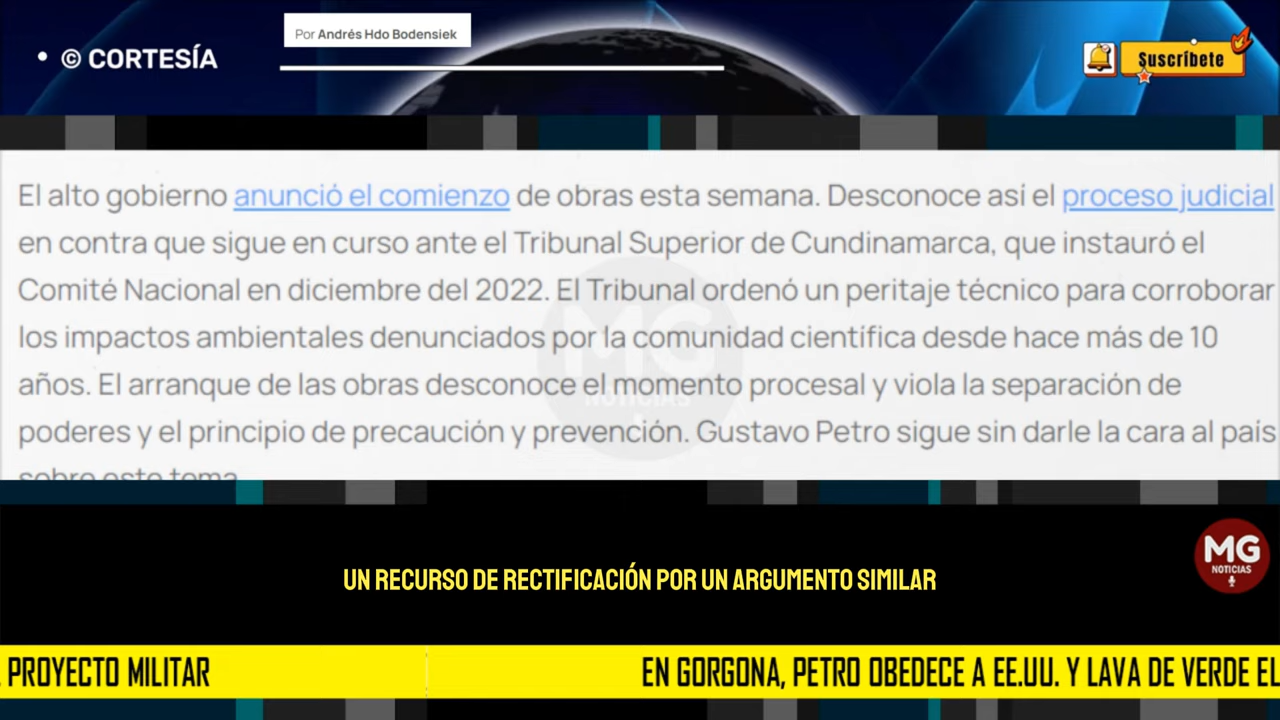 Por Andrés Hdo Bodensiek
• © CORTESÍA
Suscríbete
El alto gobierno anunció el comienzo de obras esta semana. Desconoce así el proceso judicial
en contra que sigue en curso ante el Tribunal Superior de Cundinamarca, que instauró el
Comité Nacional en diciembre del 2022. El Tribunal ordenó un peritaje técnico para corroborar
los impactos ambientales denunciados por la comunidad científica desde hace más de 10
años. El arranque de las obras desconoce el momento procesal y viola la separación de
poderes y el principio de precaución y prevención. Gustavo Petro sigue sin darle la cara al país
sobre este tema
MG
NOTICIAS
UN RECURSO DE RECTIFICACIÓN POR UN ARGUMENTO SIMILAR
MG
NOTICIAS
PROYECTO MILITAR
EN GORGONA, PETRO OBEDECE A EE.UU. Y LAVA DE VERDE EL